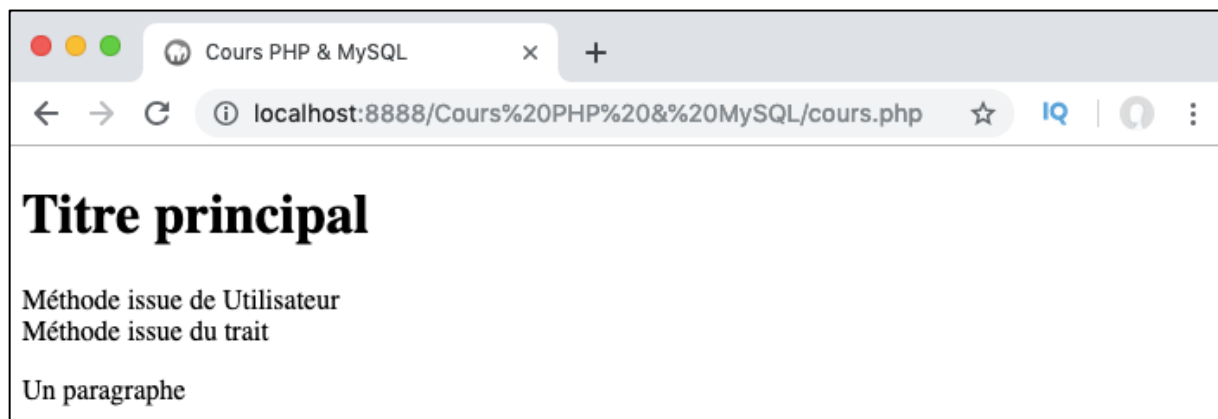 Cours PHP & MySQL
localhost:8888/Cours%20PHP%20&%20MySQL/cours.php
IQ
Titre principal
Méthode issue de Utilisateur
Méthode issue du trait
Un paragraphe